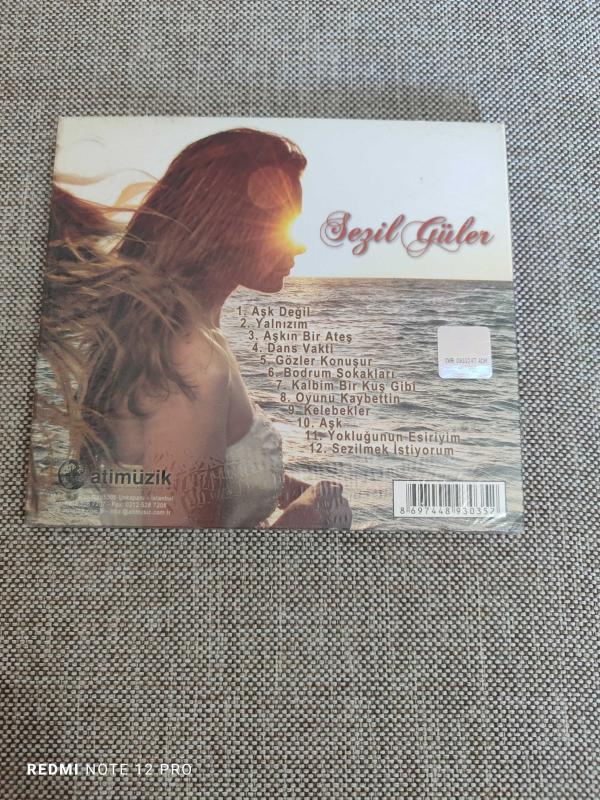 Sezil Güler
1. Aşk Değil
2. Yalnızım
3. Aşkın Bir Ateş
4. Dans Vakti
5. Gözler Konuşur
6. Bodrum Sokakları
7. Kalbim Bir Kuş Gibi
8. Oyunu Kaybettin
9. Kelebekler
10. Aşk
11. Yokluğunun Esiriyim
12. Sezilmek İstiyorum
atimüzik
Unkapanı - İstanbul
Fax: 0212 528 7208
8 697448 930357
REDMI NOTE 12 PRO